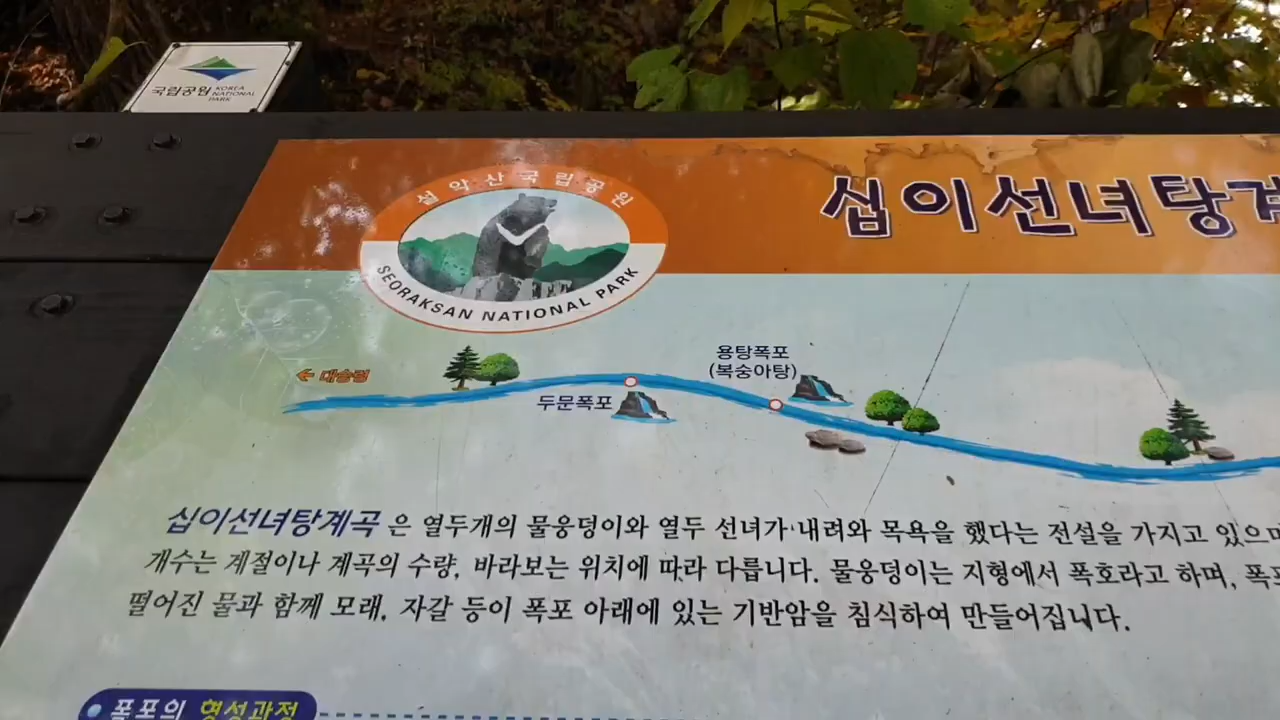 국립공원 KOREA NATIONAL PARK
설악산국립공원
SEORAKSAN NATIONAL PARK
십이선녀탕계
대승령
용탕폭포
(복숭아탕)
두문폭포
십이선녀탕계곡 은 열두개의 물웅덩이와 열두 선녀가 내려와 목욕을 했다는 전설을 가지고 있으며
개수는 계절이나 계곡의 수량, 바라보는 위치에 따라 다릅니다. 물웅덩이는 지형에서 폭호라고 하며, 폭포
떨어진 물과 함께 모래, 자갈 등이 폭포 아래에 있는 기반암을 침식하여 만들어집니다.
폭포의 형성과정